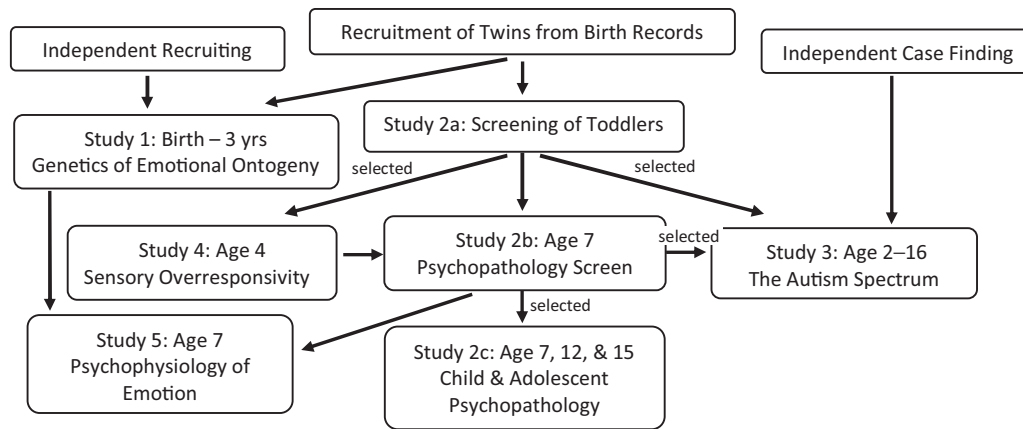 Recruitment of Twins from Birth Records
Independent Recruiting
Independent Case Finding
Study 1: Birth – 3 yrs
Genetics of Emotional Ontogeny
Study 2a: Screening of Toddlers
selected
selected
Study 4: Age 4
Sensory Overresponsivity
Study 2b: Age 7
Psychopathology Screen
selected
Study 3: Age 2–16
The Autism Spectrum
selected
Study 5: Age 7
Psychophysiology of
Emotion
Study 2c: Age 7, 12, & 15
Child & Adolescent
Psychopathology